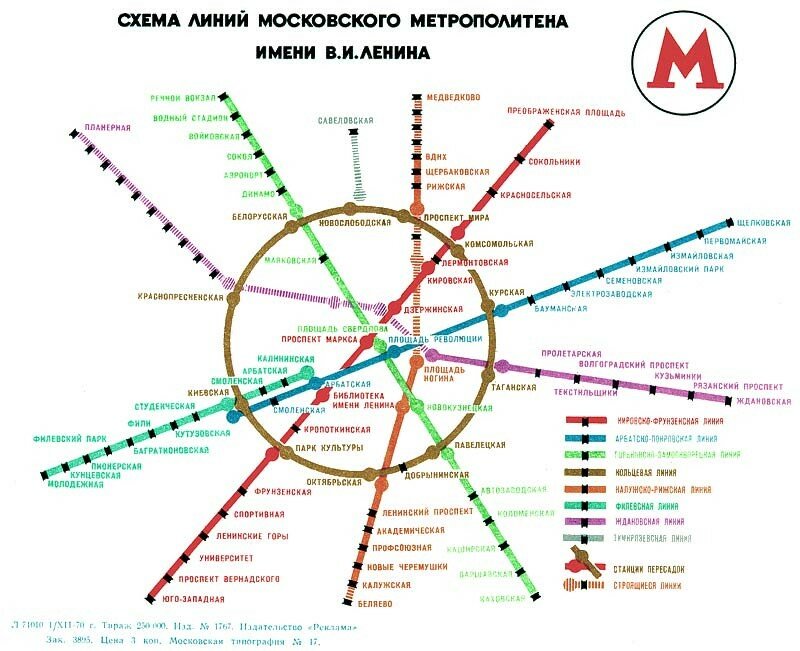 СХЕМА ЛИНИЙ МОСКОВСКОГО МЕТРОПОЛИТЕНА
ИМЕНИ В.И.ЛЕНИНА
М
РЕЧНОЙ ВОКЗАЛ
ВОДНЫЙ СТАДИОН
ВОЙКОВСКАЯ
СОКОЛ
АЭРОПОРТ
ДИНАМО
БЕЛОРУССКАЯ
ПЛАНЕРНАЯ
САВЕЛОВСКАЯ
НОВОСЛОБОДСКАЯ
МЕДВЕДКОВО
ВДНХ
ЩЕРБАКОВСКАЯ
РИЖСКАЯ
ПРОСПЕКТ МИРА
ПРЕОБРАЖЕНСКАЯ ПЛОЩАДЬ
СОКОЛЬНИКИ
КРАСНОСЕЛЬСКАЯ
КОМСОМОЛЬСКАЯ
ЛЕРМОНТОВСКАЯ
КИРОВСКАЯ
ДЗЕРЖИНСКАЯ
ЩЕЛКОВСКАЯ
ПЕРВОМАЙСКАЯ
ИЗМАЙЛОВСКАЯ
ИЗМАЙЛОВСКИЙ ПАРК
СЕМЕНОВСКАЯ
ЭЛЕКТРОЗАВОДСКАЯ
БАУМАНСКАЯ
КУРСКАЯ
МАЯКОВСКАЯ
КРАСНОПРЕСНЕНСКАЯ
ПЛОЩАДЬ СВЕРДЛОВА
ПРОСПЕКТ МАРКСА
ПЛОЩАДЬ РЕВОЛЮЦИИ
ПЛОЩАДЬ
НОГИНА
ПРОЛЕТАРСКАЯ
ВОЛГОГРАДСКИЙ ПРОСПЕКТ
КУЗЬМИНКИ
ТЕКСТИЛЬЩИКИ
РЯЗАНСКИЙ ПРОСПЕКТ
ЖДАНОВСКАЯ
ТАГАНСКАЯ
КАЛИНИНСКАЯ
АРБАТСКАЯ
СМОЛЕНСКАЯ
КИЕВСКАЯ
СТУДЕНЧЕСКАЯ
ФИЛИ
КУТУЗОВСКАЯ
ФИЛЕВСКИЙ ПАРК
БАГРАТИОНОВСКАЯ
ПИОНЕРСКАЯ
КУНЦЕВСКАЯ
МОЛОДЕЖНАЯ
АРБАТСКАЯ
СМОЛЕНСКАЯ
БИБЛИОТЕКА
ИМЕНИ ЛЕНИНА
КРОПОТКИНСКАЯ
ПАРК КУЛЬТУРЫ
НОВОКУЗНЕЦКАЯ
ПАВЕЛЕЦКАЯ
ДОБРЫНИНСКАЯ
ОКТЯБРЬСКАЯ
ФРУНЗЕНСКАЯ
СПОРТИВНАЯ
ЛЕНИНСКИЕ ГОРЫ
УНИВЕРСИТЕТ
ПРОСПЕКТ ВЕРНАДСКОГО
ЮГО-ЗАПАДНАЯ
ЛЕНИНСКИЙ ПРОСПЕКТ
АКАДЕМИЧЕСКАЯ
ПРОФСОЮЗНАЯ
НОВЫЕ ЧЕРЕМУШКИ
КАЛУЖСКАЯ
БЕЛЯЕВО
АВТОЗАВОДСКАЯ
КОЛОМЕНСКАЯ
КАШИРСКАЯ
ВАРШАВСКАЯ
КАХОВСКАЯ
КИРОВСКО-ФРУНЗЕНСКАЯ ЛИНИЯ
АРБАТСКО-ПОКРОВСКАЯ ЛИНИЯ
ГОРЬКОВСКО-ЗАМОСКВОРЕЦКАЯ ЛИНИЯ
КОЛЬЦЕВАЯ ЛИНИЯ
КАЛУЖСКО-РИЖСКАЯ ЛИНИЯ
ФИЛЕВСКАЯ ЛИНИЯ
ЖДАНОВСКАЯ ЛИНИЯ
ТИМИРЯЗЕВСКАЯ ЛИНИЯ
СТАНЦИИ ПЕРЕСАДОК
СТРОЯЩИЕСЯ ЛИНИИ
Л 71010 1/XII-70 г. Тираж 250 000. Изд. № 1767. Издательство «Реклама»
Зак. 3895. Цена 3 коп. Московская типография № 17.